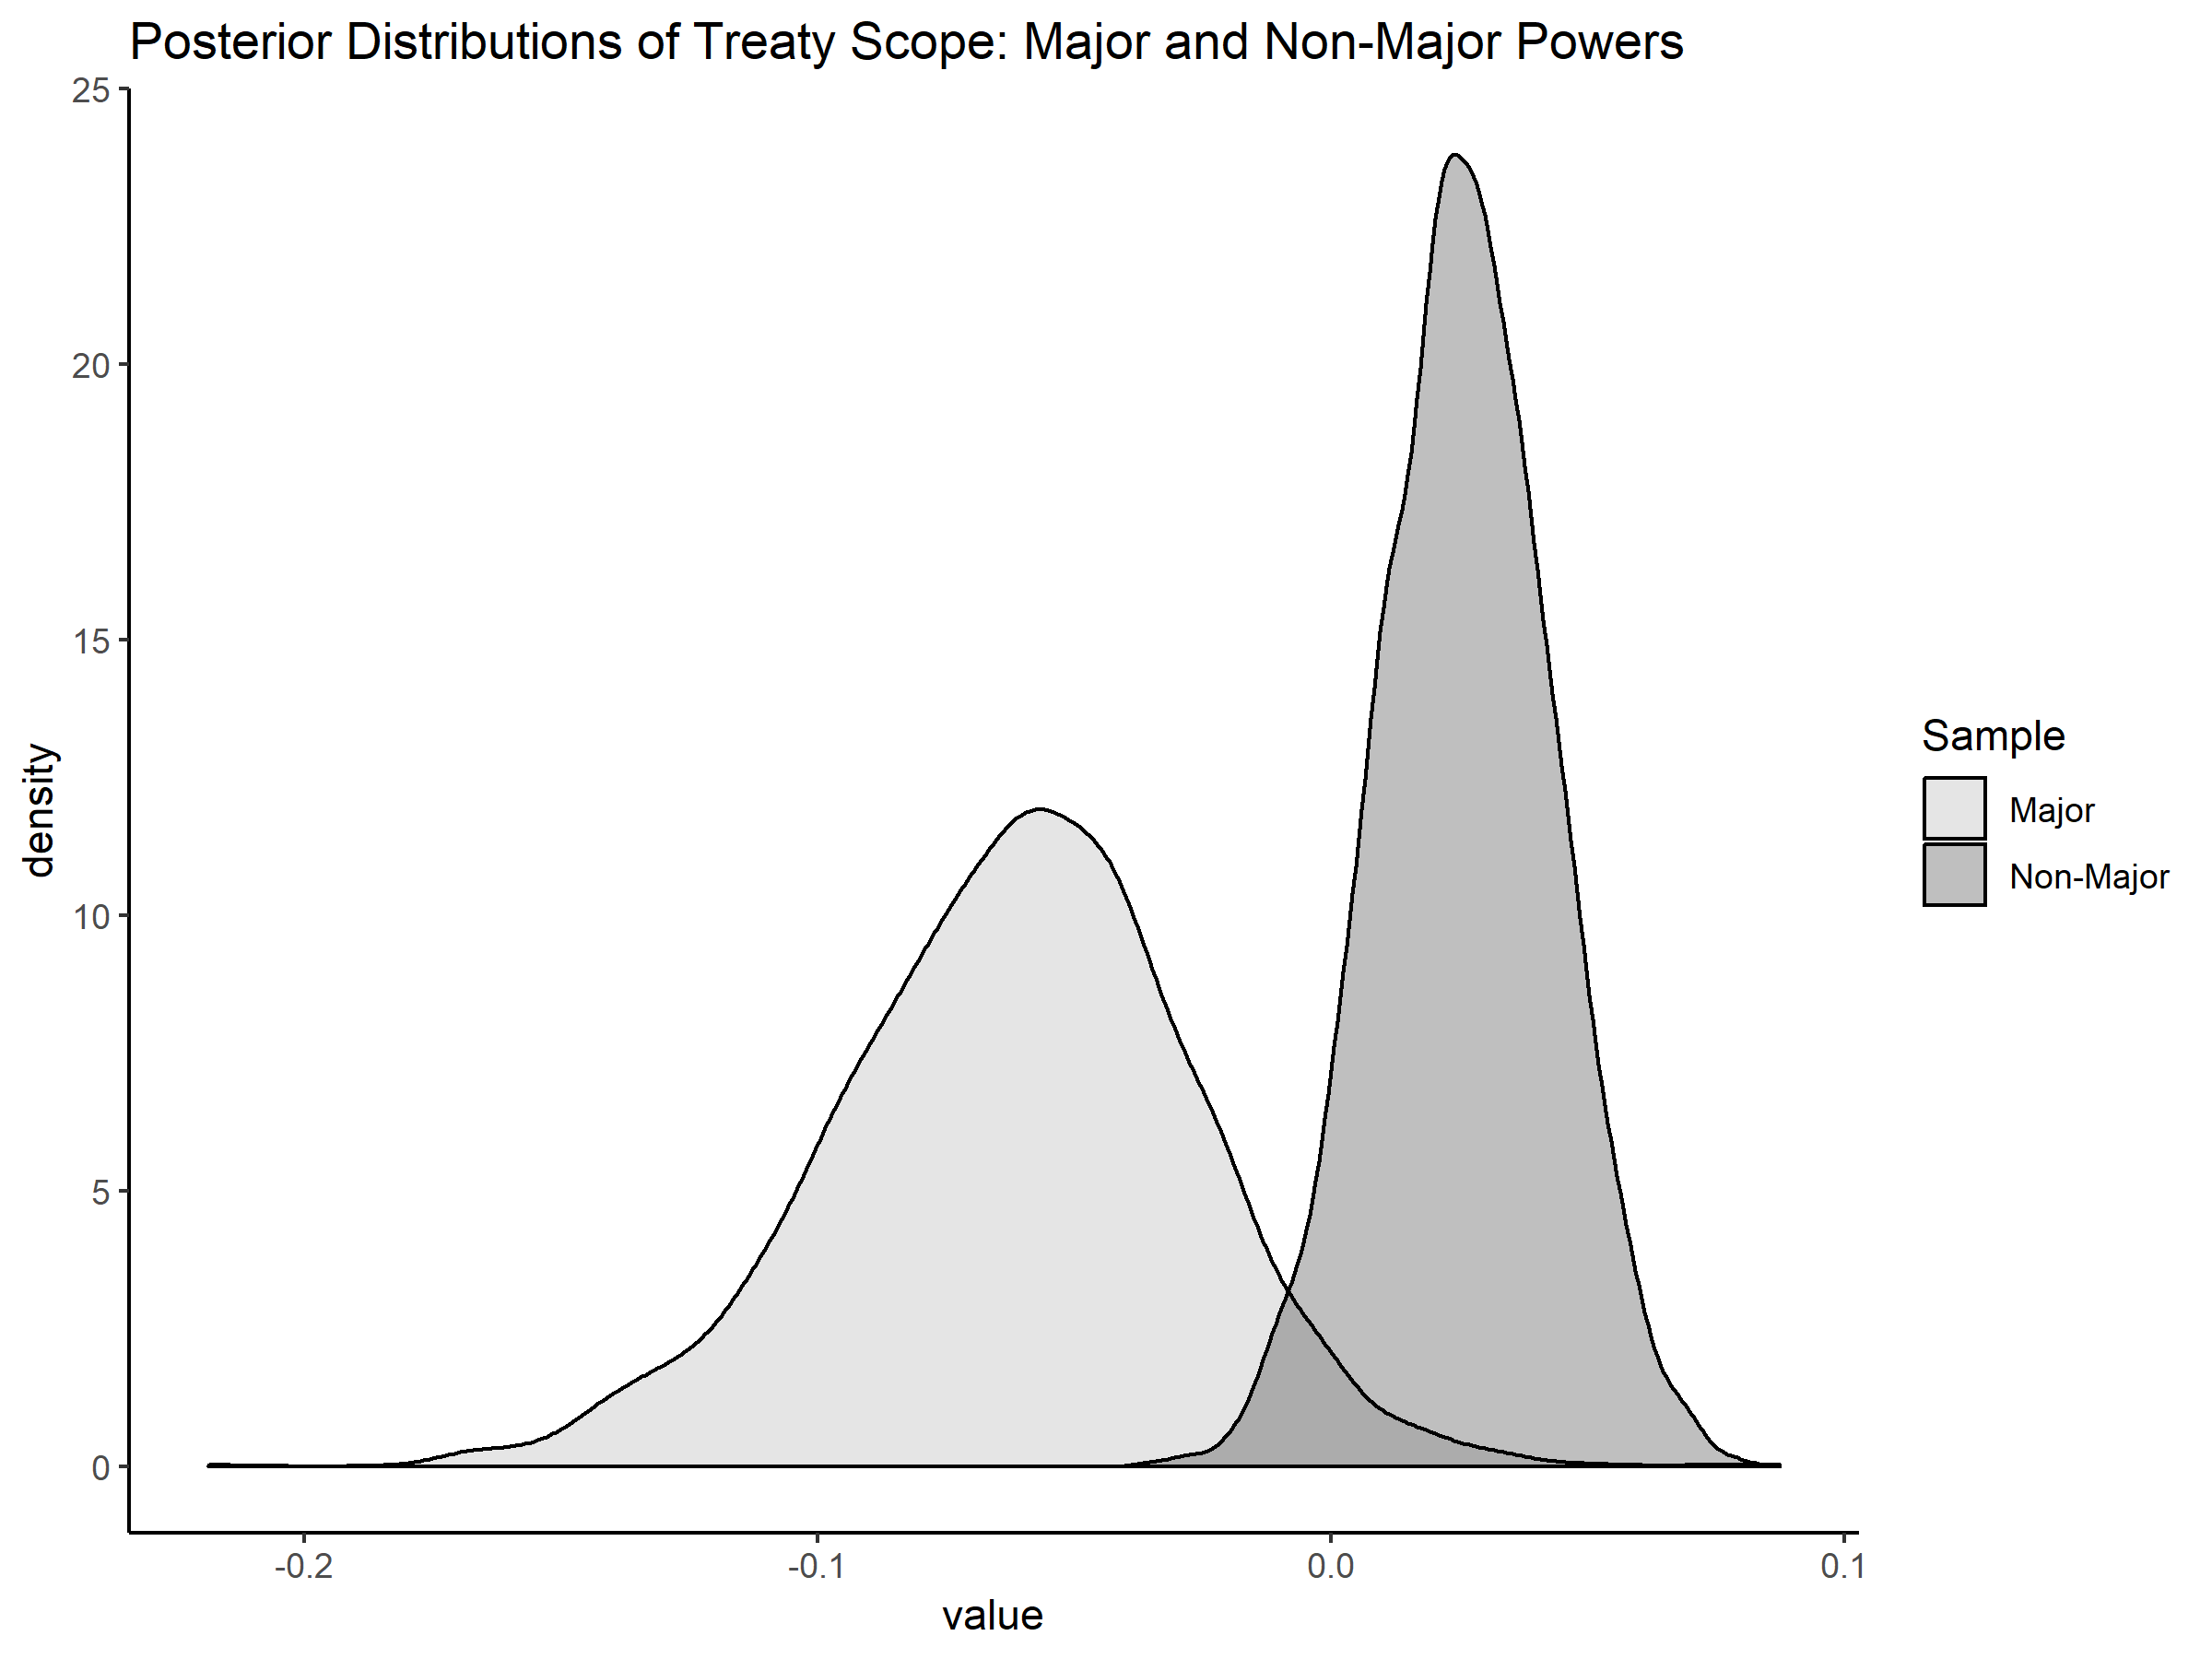 Posterior Distributions of Treaty Scope: Major and Non-Major Powers
25
20
15
10
5
0
density
-0.2
-0.1
0.0
0.1
value
Sample
Major
Non-Major